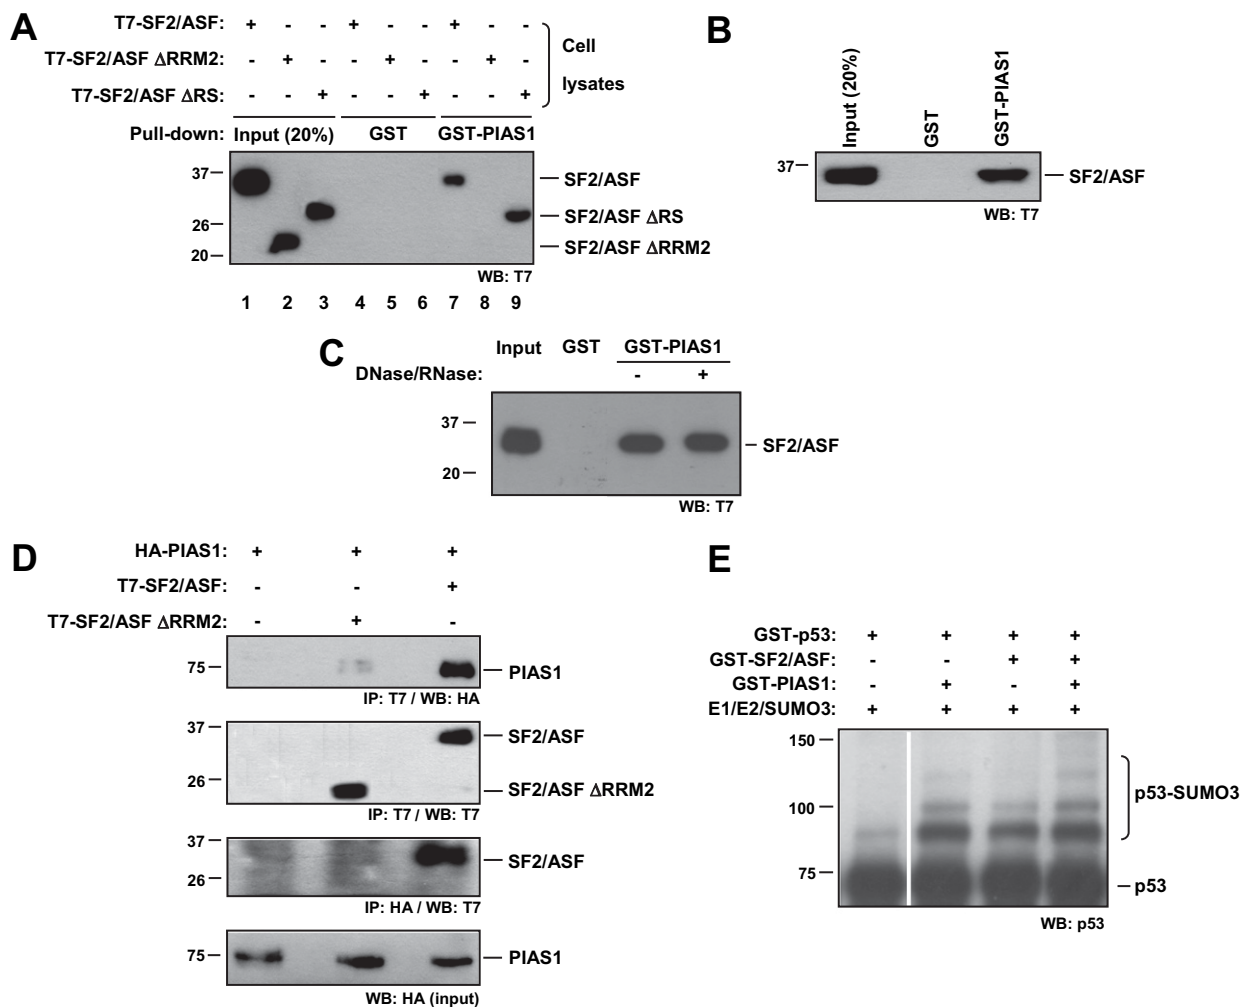 A
T7-SF2/ASF: + - - + - - + - -
T7-SF2/ASF ΔRRM2: - + - - + - - + -
T7-SF2/ASF ΔRS: - - + - - + - - +
Cell
lysates
Pull-down: Input (20%) GST GST-PIAS1
37
26
20
SF2/ASF
SF2/ASF ΔRS
SF2/ASF ΔRRM2
WB: T7
1 2 3 4 5 6 7 8 9
B
Input (20%)
GST
GST-PIAS1
37
SF2/ASF
WB: T7
C
Input GST GST-PIAS1
DNase/RNase: - +
37
20
SF2/ASF
WB: T7
D
HA-PIAS1: + + +
T7-SF2/ASF: - - +
T7-SF2/ASF ΔRRM2: - + -
75
PIAS1
IP: T7 / WB: HA
37
26
SF2/ASF
SF2/ASF ΔRRM2
IP: T7 / WB: T7
37
26
SF2/ASF
IP: HA / WB: T7
75
PIAS1
WB: HA (input)
E
GST-p53: + + + +
GST-SF2/ASF: - - + +
GST-PIAS1: - + - +
E1/E2/SUMO3: + + + +
150
100
75
p53-SUMO3
p53
WB: p53